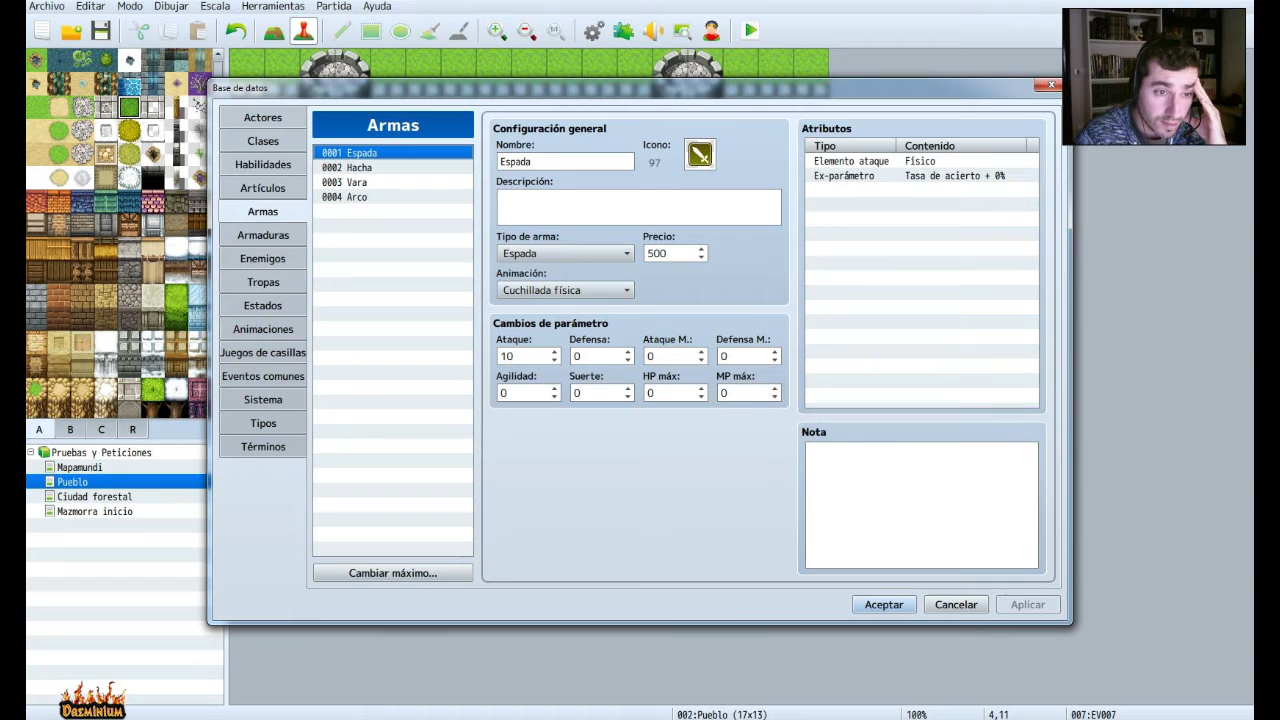 Archivo Editar Modo Dibujar Escala Herramientas Partida Ayuda
Base de datos
Actores
Clases
Habilidades
Artículos
Armas
Armaduras
Enemigos
Tropas
Estados
Animaciones
Juegos de casillas
Eventos comunes
Sistema
Tipos
Términos
Armas
0001 Espada
0002 Hacha
0003 Vara
0004 Arco
Cambiar máximo...
Configuración general
Nombre: Icono:
Espada 97
Descripción:
Tipo de arma: Precio:
Espada 500
Animación:
Cuchillada física
Cambios de parámetro
Ataque: Defensa: Ataque M.: Defensa M.:
10 0 0 0
Agilidad: Suerte: HP máx: MP máx:
0 0 0 0
Atributos
Tipo Contenido
Elemento ataque Físico
Ex-parámetro Tasa de acierto + 0%
Nota
Aceptar Cancelar Aplicar
A B C R
Pruebas y Peticiones
Mapamundi
Pueblo
Ciudad forestal
Mazmorra inicio
DAEMINIUM
002:Pueblo (17x13) 100% 4,11 007:EV007